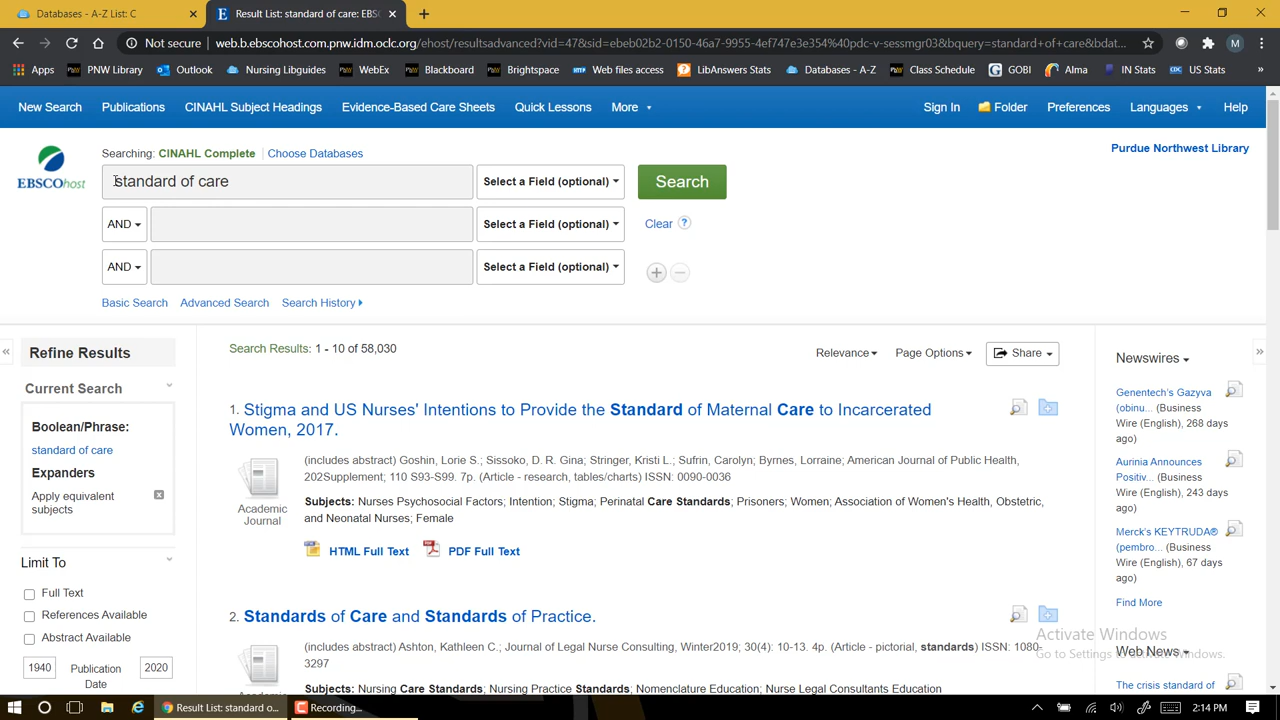 Databases - A-Z List: C
Result List: standard of care: EBS
Not secure
web.b.ebscohost.com.pnw.idm.oclc.org/ehost/resultsadvanced?vid=47&sid=ebeb02b2-0150-46a7-9955-4ef747e3e354%40pdc-v-sessmgr03&bquery=standard+of+care&bdat...
M
Apps
PNW Library
Outlook
Nursing Libguides
WebEx
Blackboard
Brightspace
Web files access
LibAnswers Stats
Databases - A-Z
Class Schedule
GOBI
Alma
IN Stats
CDC US Stats
New Search
Publications
CINAHL Subject Headings
Evidence-Based Care Sheets
Quick Lessons
More
Sign In
Folder
Preferences
Languages
Help
Searching: CINAHL Complete
Choose Databases
Purdue Northwest Library
EBSCOhost
standard of care
Select a Field (optional)
Search
AND
Select a Field (optional)
Clear ?
AND
Select a Field (optional)
Basic Search
Advanced Search
Search History
Refine Results
Current Search
Boolean/Phrase:
standard of care
Expanders
Apply equivalent
subjects
Limit To
Full Text
References Available
Abstract Available
1940
Publication
Date
2020
Search Results: 1 - 10 of 58,030
Relevance
Page Options
Share
1. Stigma and US Nurses' Intentions to Provide the Standard of Maternal Care to Incarcerated
Women, 2017.
Academic
Journal
(includes abstract) Goshin, Lorie S.; Sissoko, D. R. Gina; Stringer, Kristi L.; Sufrin, Carolyn; Byrnes, Lorraine; American Journal of Public Health,
202Supplement; 110 S93-S99. 7p. (Article - research, tables/charts) ISSN: 0090-0036
Subjects: Nurses Psychosocial Factors; Intention; Stigma; Perinatal Care Standards; Prisoners; Women; Association of Women's Health, Obstetric,
and Neonatal Nurses; Female
HTML Full Text
PDF Full Text
2. Standards of Care and Standards of Practice.
(includes abstract) Ashton, Kathleen C.; Journal of Legal Nurse Consulting, Winter2019; 30(4): 10-13. 4p. (Article - pictorial, standards) ISSN: 1080-
3297
Subjects: Nursing Care Standards; Nursing Practice Standards; Nomenclature Education; Nurse Legal Consultants Education
Newswires
Genentech's Gazyva
(obinu... (Business
Wire (English), 268 days
ago)
Aurinia Announces
Positiv... (Business
Wire (English), 243 days
ago)
Merck's KEYTRUDA®
(pembro... (Business
Wire (English), 67 days
ago)
Find More
Activate Windows
Go to Settings to activate Windows.
Web News
The crisis standard of
Result List: standard o...
Recording...
2:14 PM